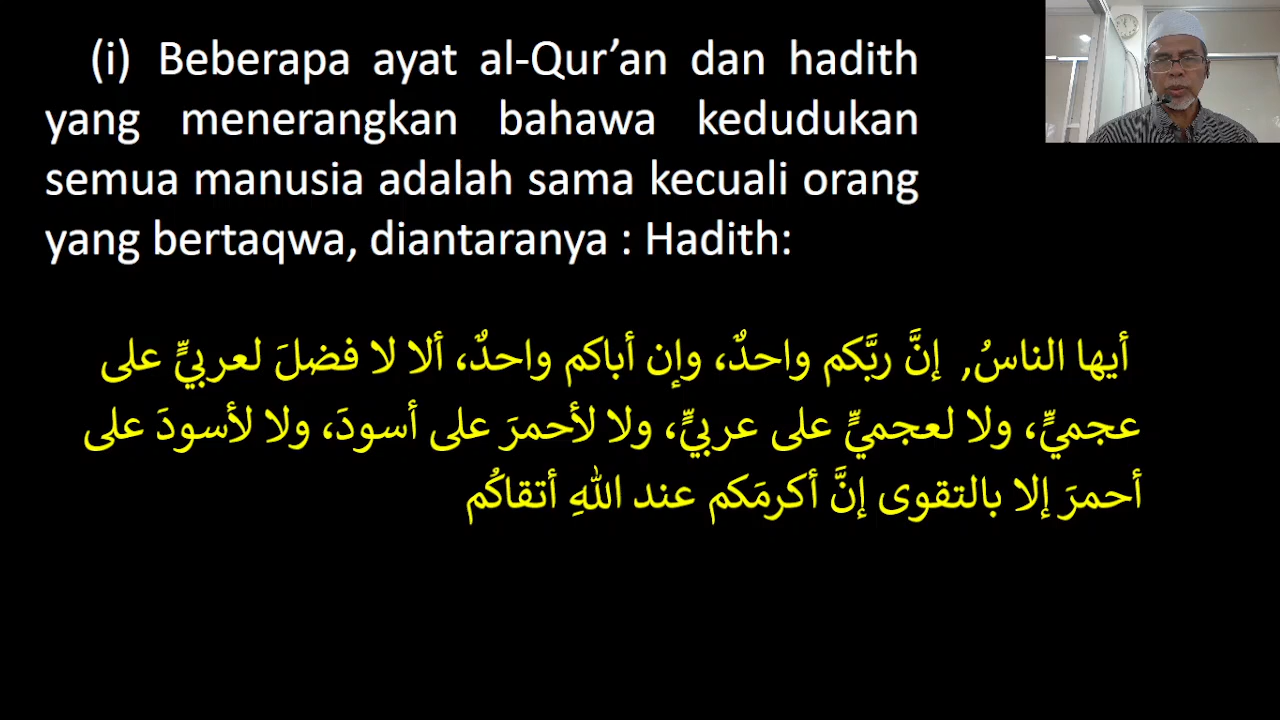 (i) Beberapa ayat al-Qur’an dan hadith
yang menerangkan bahawa kedudukan
semua manusia adalah sama kecuali orang
yang bertaqwa, diantaranya : Hadith:
أيها الناسُ, إنَّ ربَّكم واحدٌ، وإن أباكم واحدٌ، ألا لا فضلَ لعربيٍّ على
عجميٍّ، ولا لعجميٍّ على عربيٍّ، ولا لأحمرَ على أسودَ، ولا لأسودَ على
أحمرَ إلا بالتقوى إنَّ أكرمَكم عند اللهِ أتقاكُم